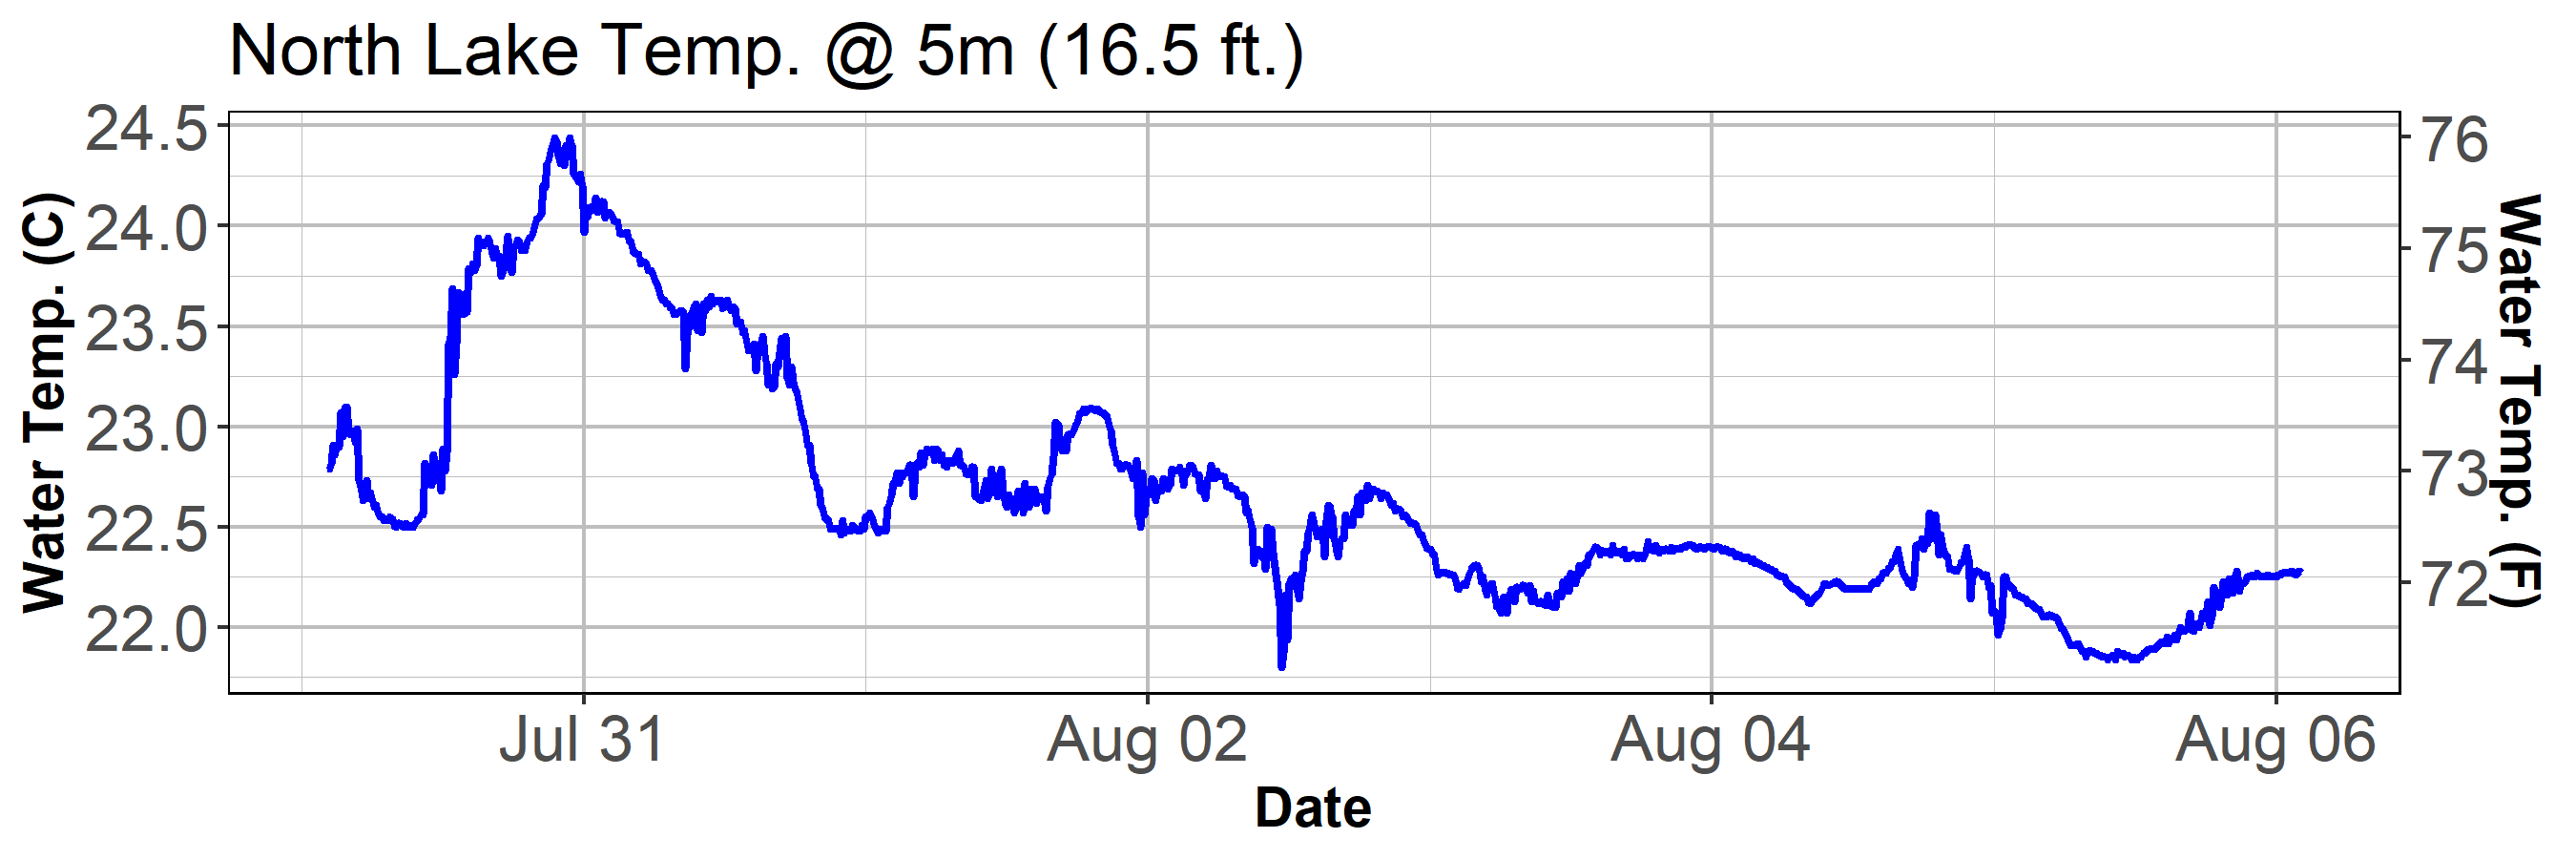 North Lake Temp. @ 5m (16.5 ft.)
Water Temp. (C)
24.5
24.0
23.5
23.0
22.5
22.0
76
75
74
73
72
Water Temp. (F)
Jul 31 Aug 02 Aug 04 Aug 06
Date